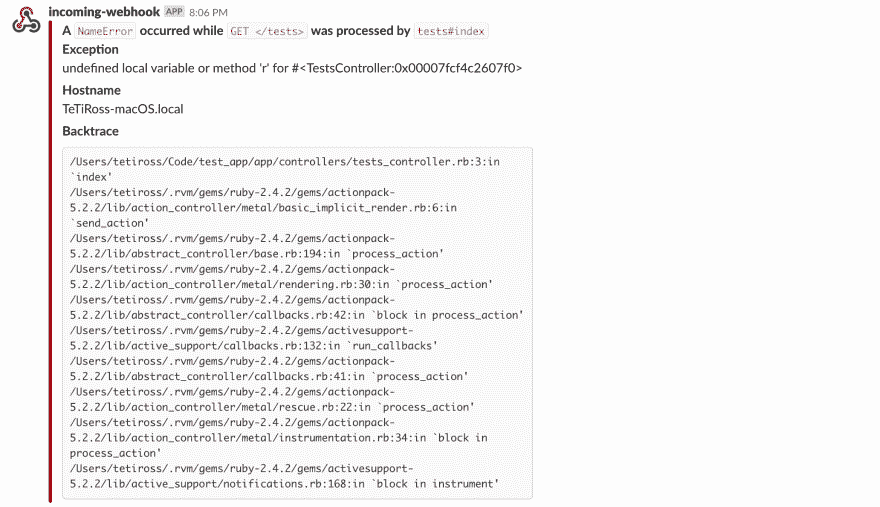 incoming-webhook APP 8:06 PM
A NameError occurred while GET </tests> was processed by tests#index
Exception
undefined local variable or method 'r' for #<TestsController:0x00007fcf4c2607f0>
Hostname
TeTiRoss-macOS.local
Backtrace
/Users/tetiross/Code/test_app/app/controllers/tests_controller.rb:3:in
`index'
/Users/tetiross/.rvm/gems/ruby-2.4.2/gems/actionpack-
5.2.2/lib/action_controller/metal/basic_implicit_render.rb:6:in
`send_action'
/Users/tetiross/.rvm/gems/ruby-2.4.2/gems/actionpack-
5.2.2/lib/abstract_controller/base.rb:194:in `process_action'
/Users/tetiross/.rvm/gems/ruby-2.4.2/gems/actionpack-
5.2.2/lib/action_controller/metal/rendering.rb:30:in `process_action'
/Users/tetiross/.rvm/gems/ruby-2.4.2/gems/actionpack-
5.2.2/lib/abstract_controller/callbacks.rb:42:in `block in process_action'
/Users/tetiross/.rvm/gems/ruby-2.4.2/gems/activesupport-
5.2.2/lib/active_support/callbacks.rb:132:in `run_callbacks'
/Users/tetiross/.rvm/gems/ruby-2.4.2/gems/actionpack-
5.2.2/lib/abstract_controller/callbacks.rb:41:in `process_action'
/Users/tetiross/.rvm/gems/ruby-2.4.2/gems/actionpack-
5.2.2/lib/action_controller/metal/rescue.rb:22:in `process_action'
/Users/tetiross/.rvm/gems/ruby-2.4.2/gems/actionpack-
5.2.2/lib/action_controller/metal/instrumentation.rb:34:in `block in
process_action'
/Users/tetiross/.rvm/gems/ruby-2.4.2/gems/activesupport-
5.2.2/lib/active_support/notifications.rb:168:in `block in instrument'